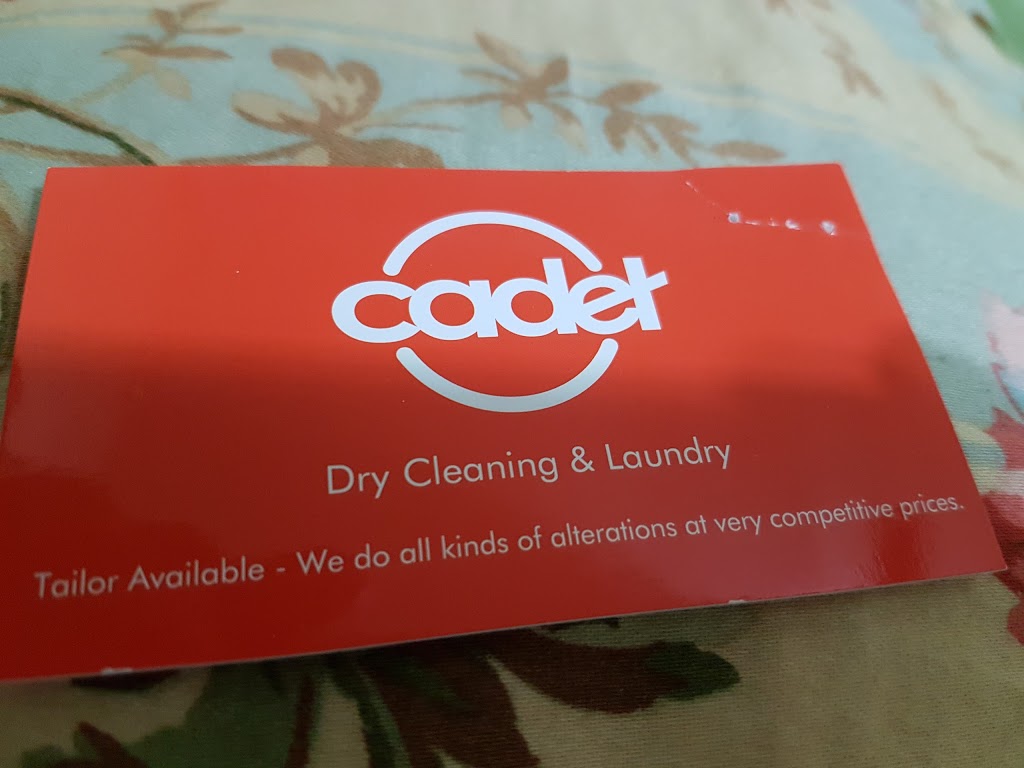 cadet
Dry Cleaning & Laundry
Tailor Available - We do all kinds of alterations at very competitive prices.